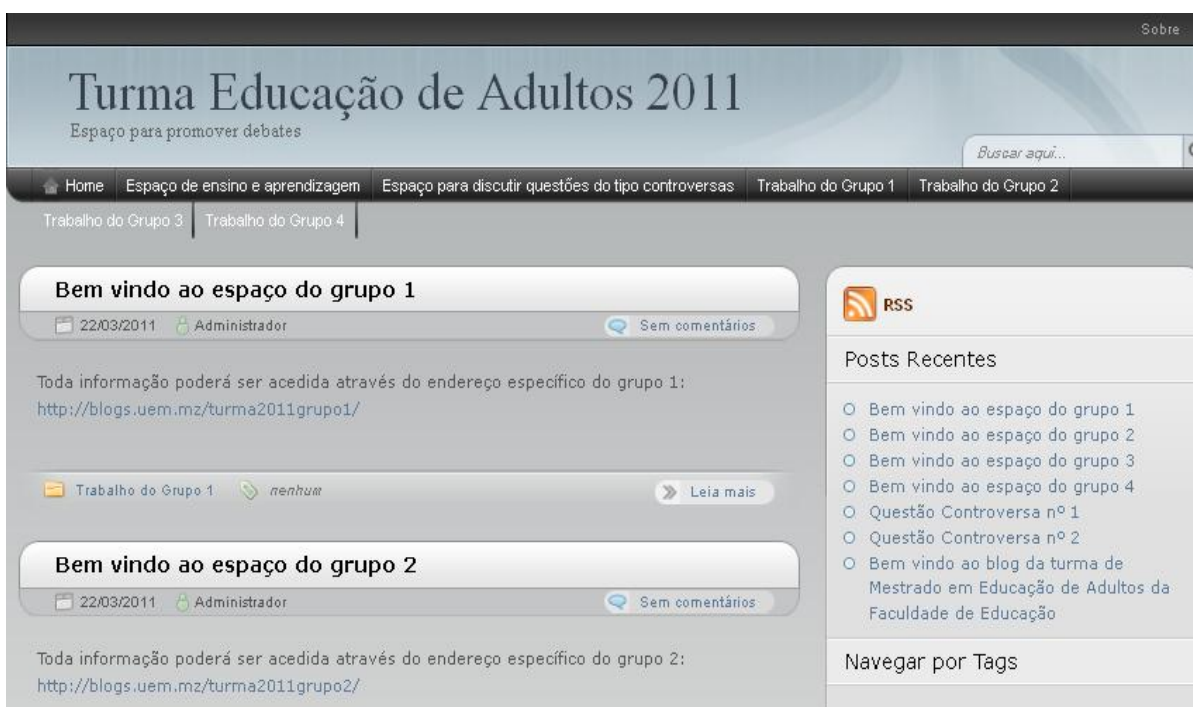 Sobre
Turma Educação de Adultos 2011
Espaço para promover debates
Buscar aqui...
Home Espaço de ensino e aprendizagem Espaço para discutir questões do tipo controversas Trabalho do Grupo 1 Trabalho do Grupo 2
Trabalho do Grupo 3 Trabalho do Grupo 4
Bem vindo ao espaço do grupo 1
22/03/2011 Administrador Sem comentários
Toda informação poderá ser acedida através do endereço específico do grupo 1:
http://blogs.uem.mz/turma2011grupo1/
Trabalho do Grupo 1 nenhum Leia mais
Bem vindo ao espaço do grupo 2
22/03/2011 Administrador Sem comentários
Toda informação poderá ser acedida através do endereço específico do grupo 2:
http://blogs.uem.mz/turma2011grupo2/
RSS
Posts Recentes
Bem vindo ao espaço do grupo 1
Bem vindo ao espaço do grupo 2
Bem vindo ao espaço do grupo 3
Bem vindo ao espaço do grupo 4
Questão Controversa nº 1
Questão Controversa nº 2
Bem vindo ao blog da turma de
Mestrado em Educação de Adultos da
Faculdade de Educação
Navegar por Tags